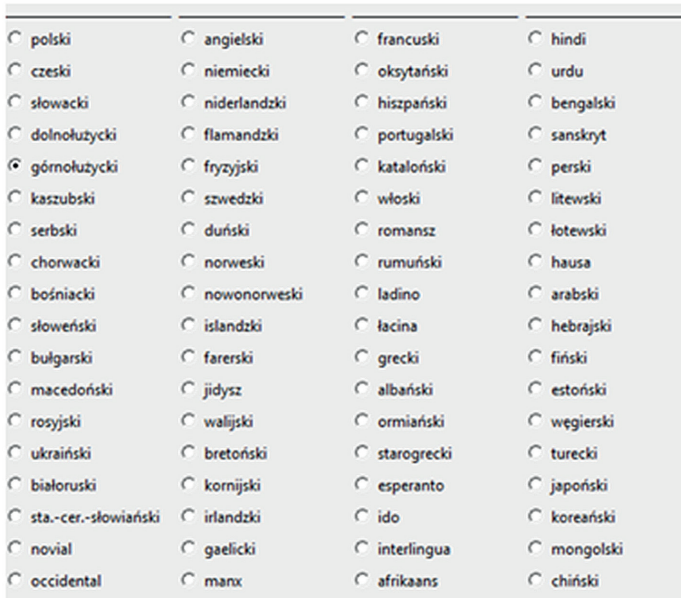 polski angielski francuski hindi
czeski niemiecki oksytański urdu
słowacki niderlandzki hiszpański bengalski
dolnołużycki flamandzki portugalski sanskryt
górnołużycki fryzyjski kataloński perski
kaszubski szwedzki włoski litewski
serbski duński romansz łotewski
chorwacki norweski rumuński hausa
bośniacki nowonorweski ladino arabski
słoweński islandzki łacina hebrajski
bułgarski farerski grecki fiński
macedoński jidysz albański estoński
rosyjski walijski ormiański węgierski
ukraiński bretoński starogrecki turecki
białoruski kornijski esperanto japoński
sta.-cer.-słowiański irlandzki ido koreański
novial gaelicki interlingua mongolski
occidental manx afrikaans chiński